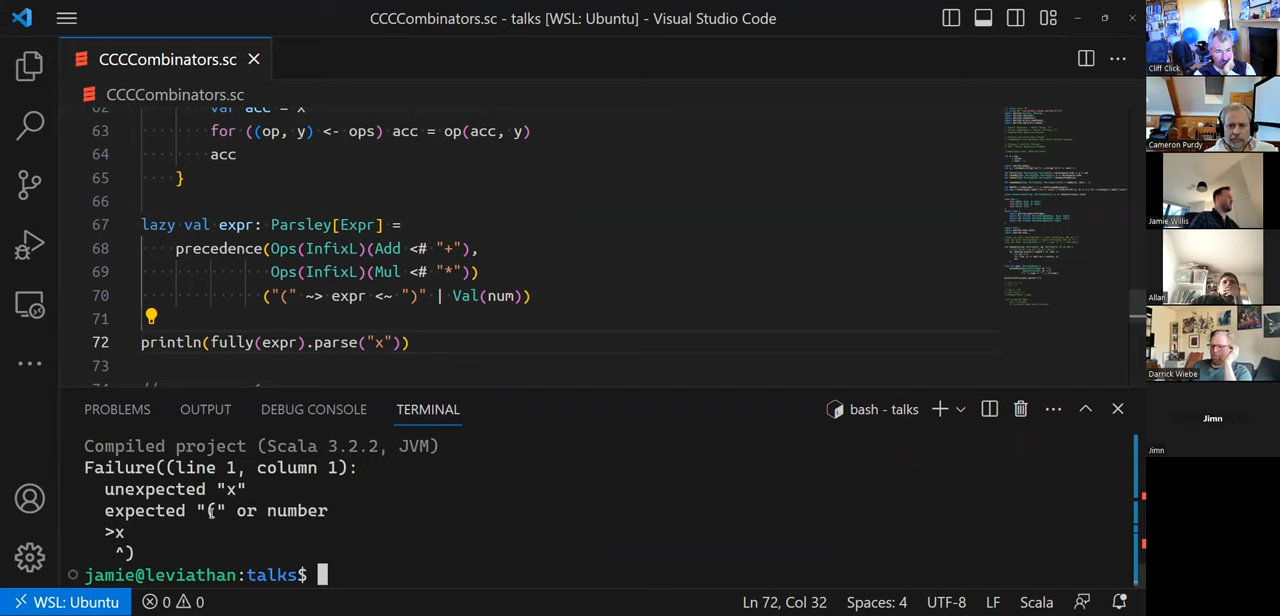 CCCCombinators.sc - talks [WSL: Ubuntu] - Visual Studio Code
CCCCombinators.sc
CCCCombinators.sc
62 var acc = x
63 for ((op, y) <- ops) acc = op(acc, y)
64 acc
65 }
66
67 lazy val expr: Parsley[Expr] =
68 precedence(Ops(InfixL)(Add <# "+"),
69 Ops(InfixL)(Mul <# "*"))
70 ("(" ~> expr <~ ")" | Val(num))
71
72 println(fully(expr).parse("x"))
73
PROBLEMS OUTPUT DEBUG CONSOLE TERMINAL
bash - talks
Compiled project (Scala 3.2.2, JVM)
Failure((line 1, column 1):
unexpected "x"
expected "(" or number
>x
^)
jamie@leviathan:talks$
WSL: Ubuntu 0 0 Ln 72, Col 32 Spaces: 4 UTF-8 LF Scala
Cliff Click
Cameron Purdy
Jamie Willis
Allan
Darrick Wiebe
Jimn
Jimn